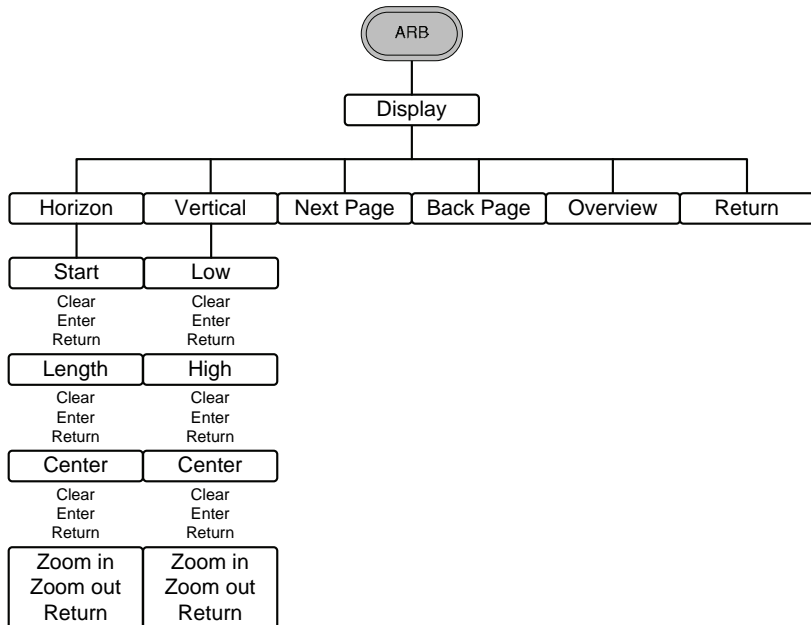 ARB
Display
Horizon
Vertical
Next Page
Back Page
Overview
Return
Start
Low
Clear
Enter
Return
Clear
Enter
Return
Length
High
Clear
Enter
Return
Clear
Enter
Return
Center
Center
Clear
Enter
Return
Clear
Enter
Return
Zoom in
Zoom out
Return
Zoom in
Zoom out
Return